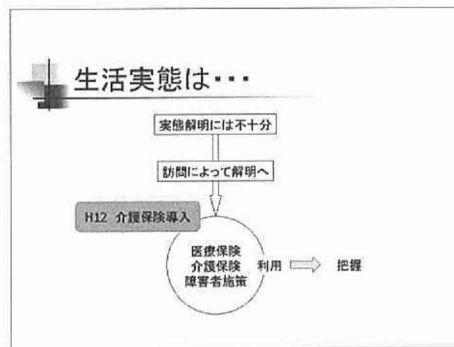 生活実態は・・・
実態解明には不十分
訪問によって解明へ
H12 介護保険導入
医療保険
介護保険 利用 把握
障害者施策